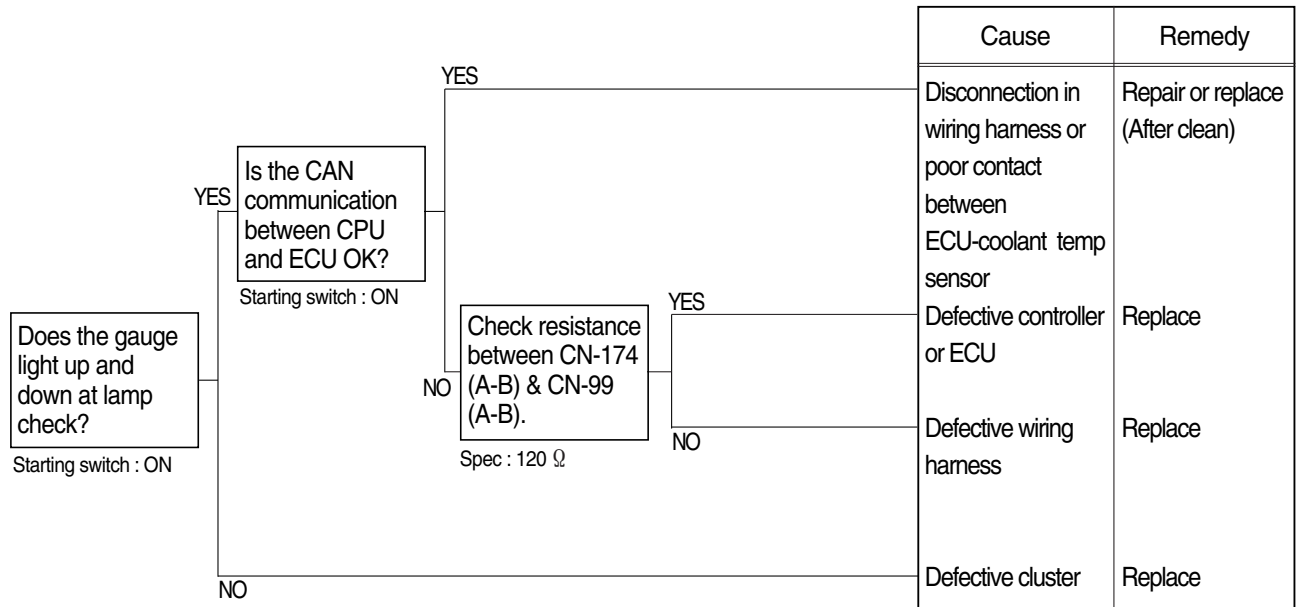 Cause
Remedy
YES
Disconnection in
wiring harness or
poor contact
between
ECU-coolant temp
sensor
Repair or replace
(After clean)
Is the CAN
communication
between CPU
and ECU OK?
YES
Starting switch : ON
YES
Defective controller
or ECU
Replace
Check resistance
between CN-174
(A-B) & CN-99
(A-B).
NO
Spec : 120 Ω
Does the gauge
light up and
down at lamp
check?
Starting switch : ON
NO
Defective wiring
harness
Replace
NO
Defective cluster
Replace